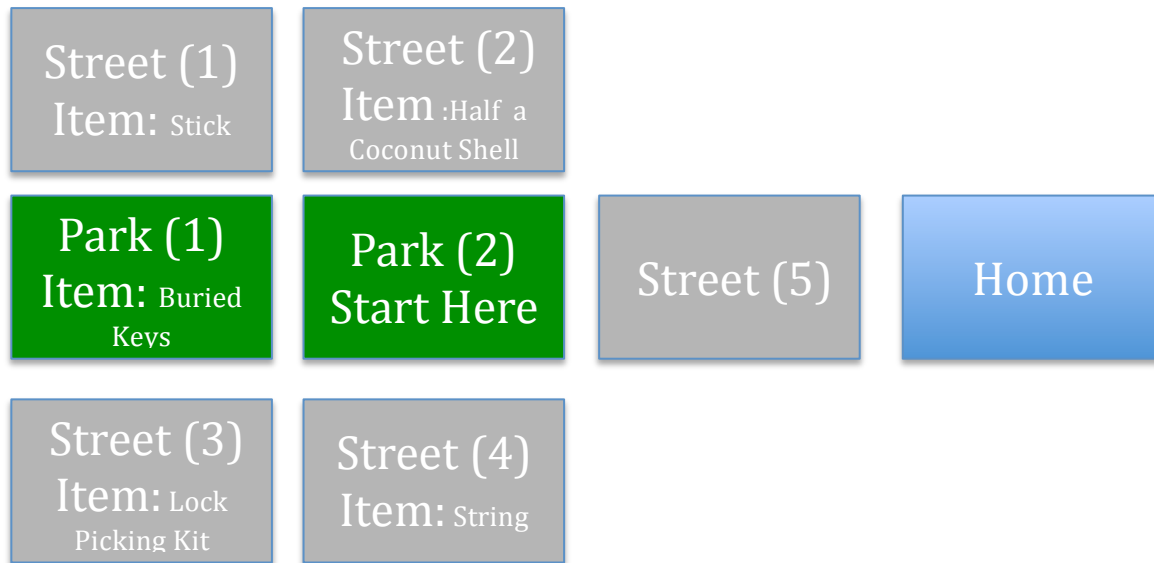 Street (1)
Item: Stick
Street (2)
Item :Half a
Coconut Shell
Park (1)
Item: Buried
Keys
Park (2)
Start Here
Street (5)
Home
Street (3)
Item: Lock
Picking Kit
Street (4)
Item: String